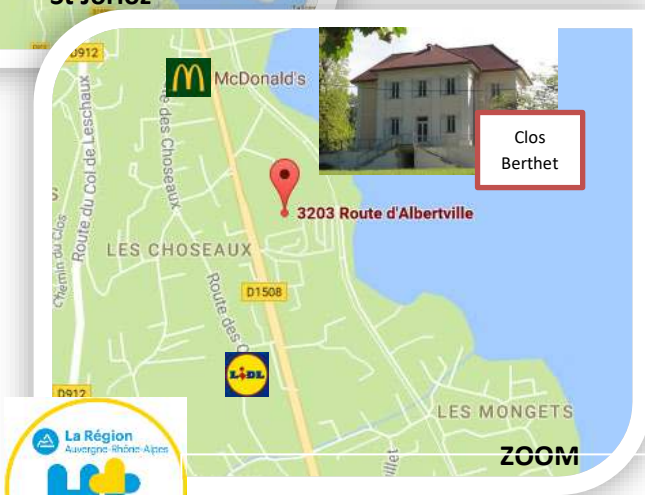 St Jorioz
D912
McDonald's
Route des Choseaux
Route du Col de Leschaux
Clos
Berthet
3203 Route d'Albertville
Chemin du Clos
LES CHOSEAUX
D1508
Route des
LIDL
D912
LES MONGETS
La Région
Auvergne-Rhône-Alpes
ZOOM